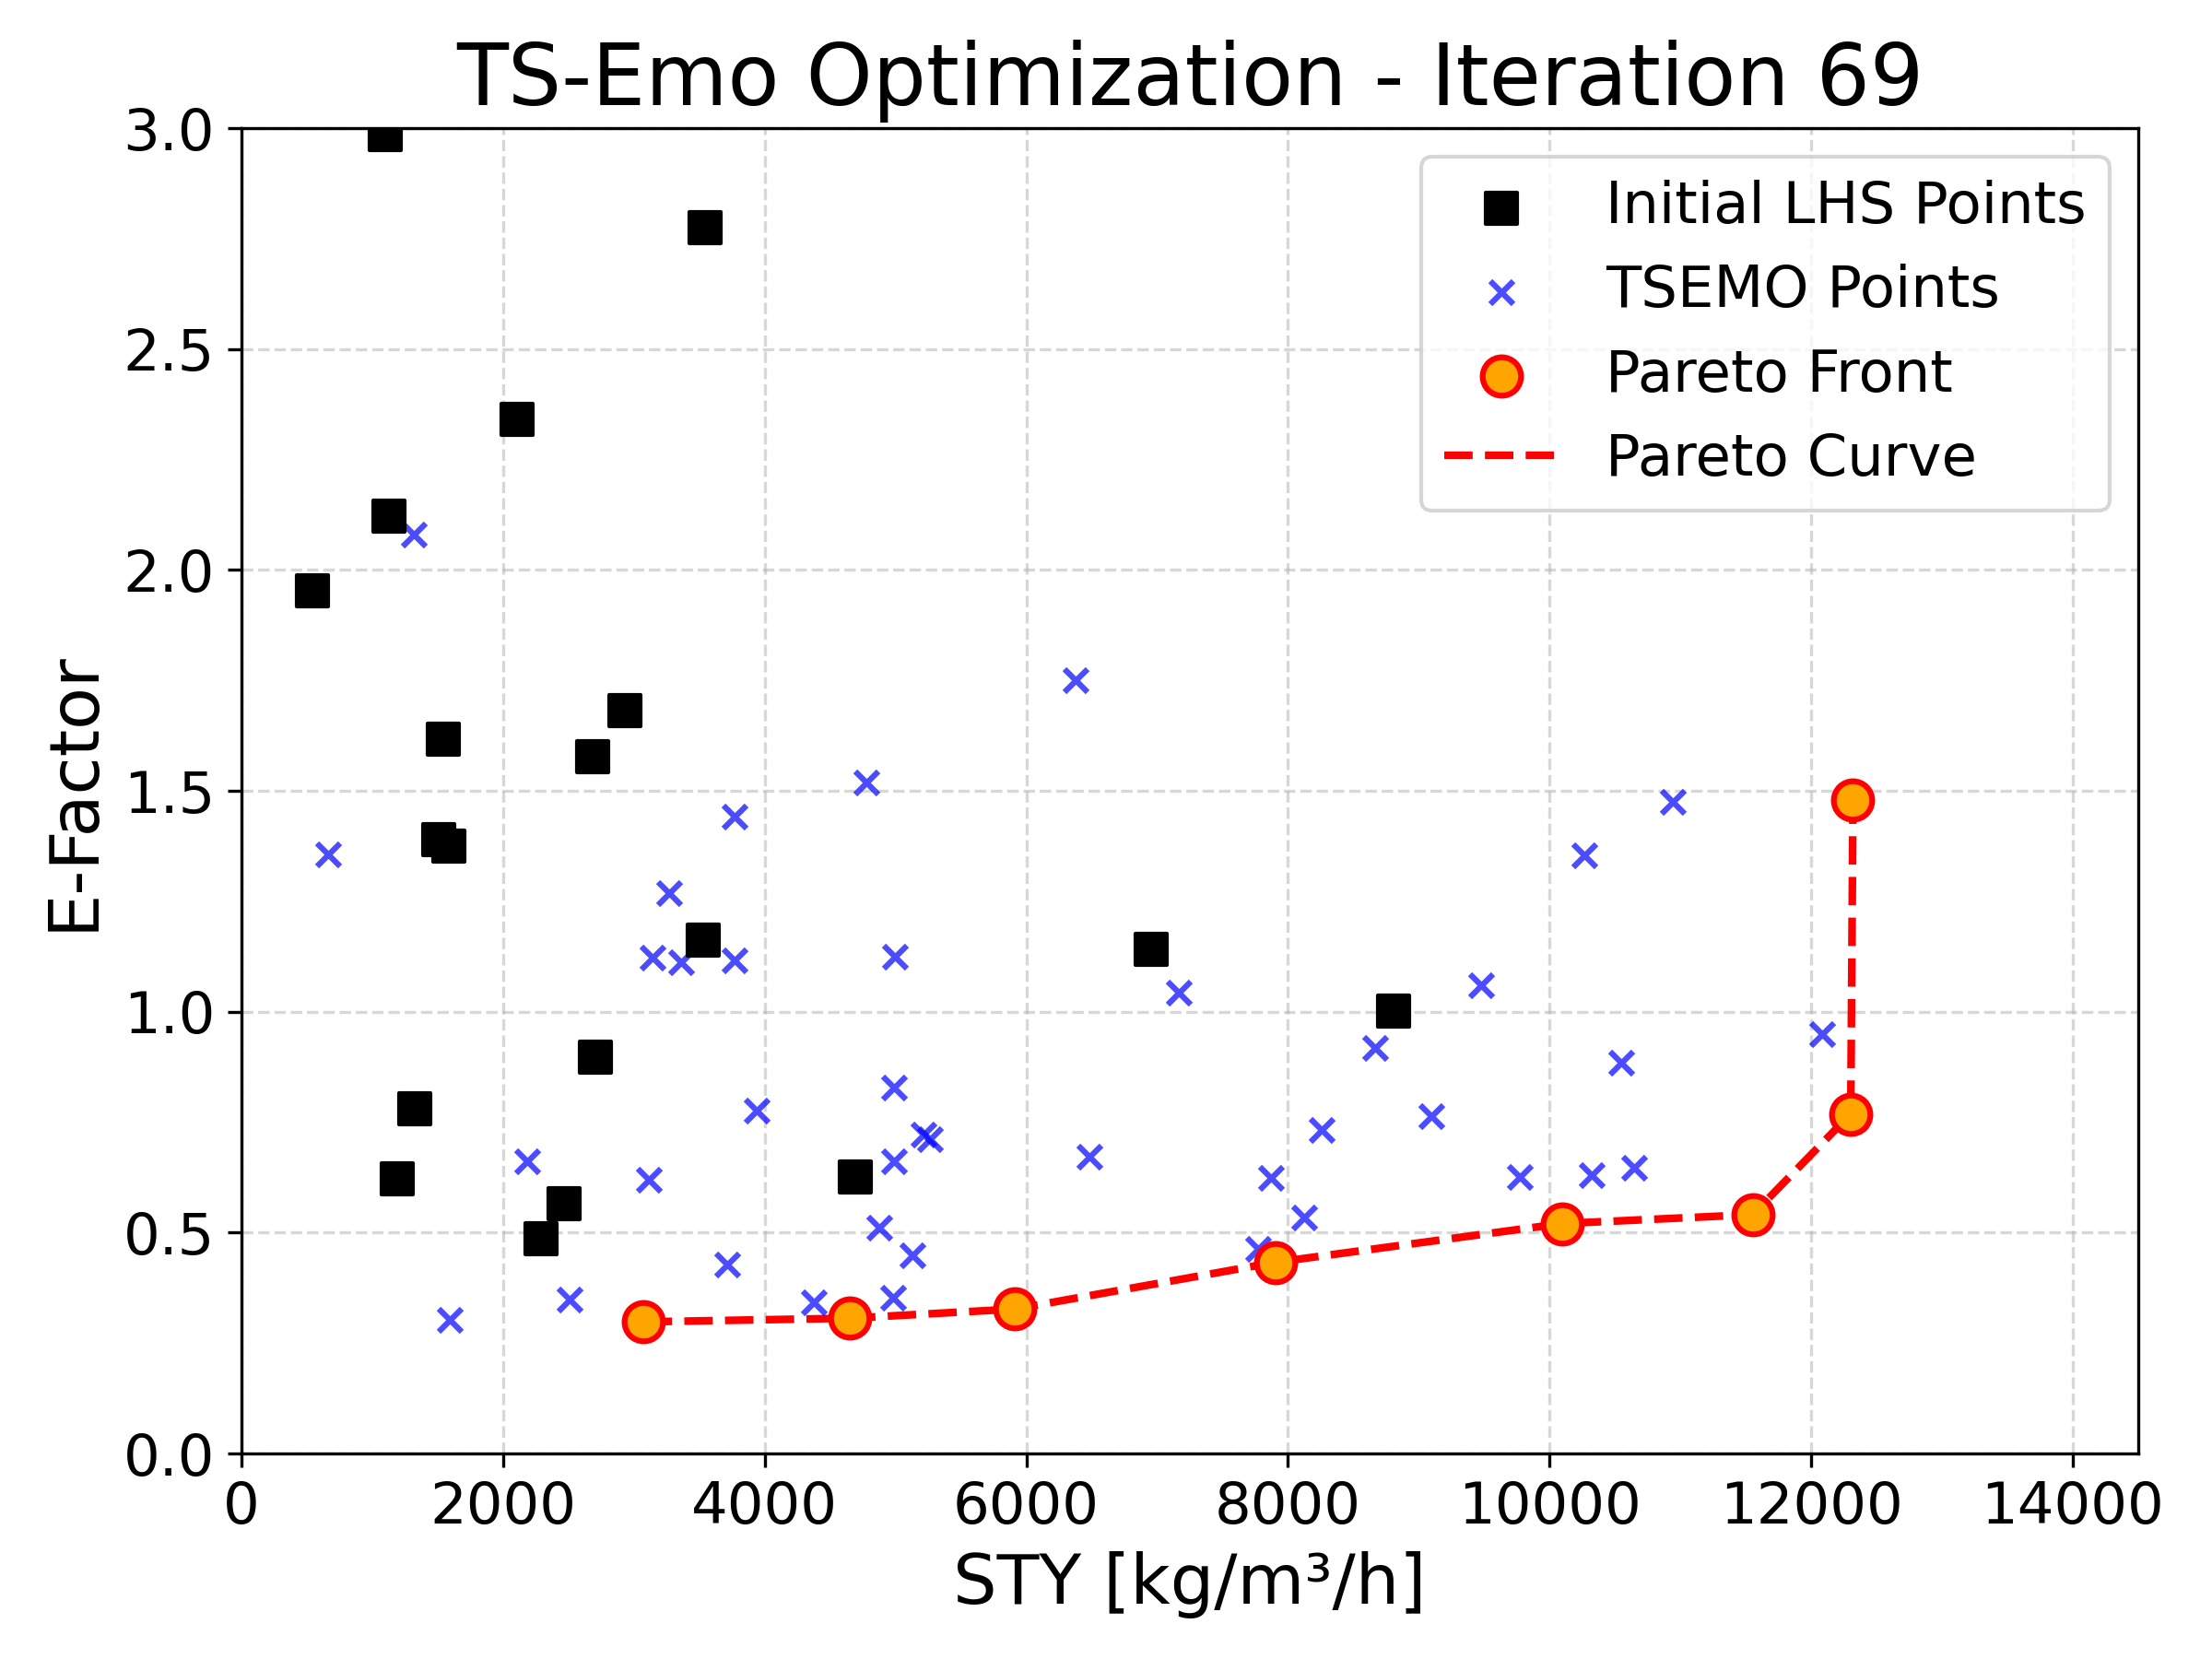 TS-Emo Optimization - Iteration 69
3.0
2.5
2.0
1.5
1.0
0.5
0.0
E-Factor
Initial LHS Points
TSEMO Points
Pareto Front
Pareto Curve
0 2000 4000 6000 8000 10000 12000 14000
STY [kg/m³/h]